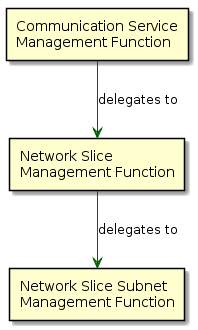 Communication Service
Management Function
delegates to
Network Slice
Management Function
delegates to
Network Slice Subnet
Management Function